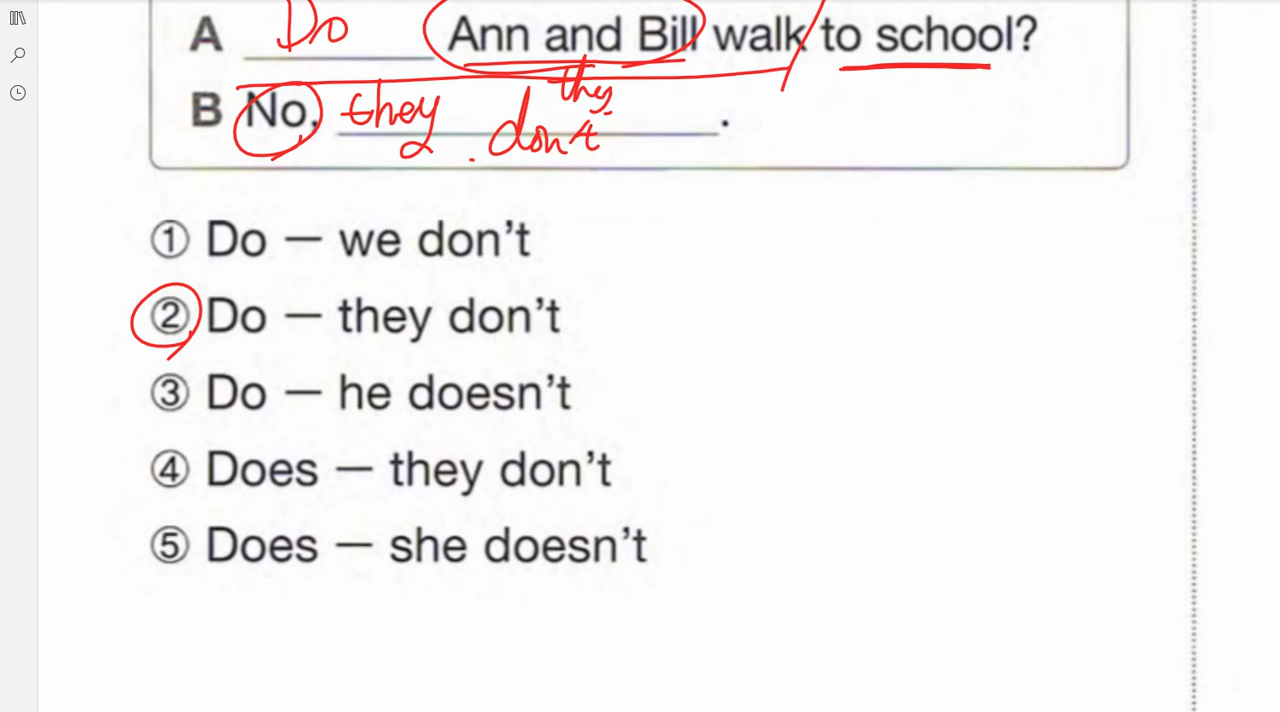 A Do Ann and Bill walk to school?
they
B No, they don't.
① Do — we don't
② Do — they don't
③ Do — he doesn't
④ Does — they don't
⑤ Does — she doesn't